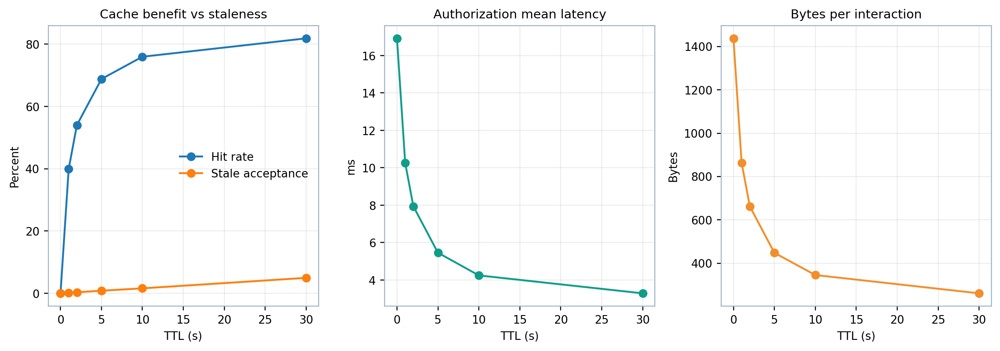 Cache benefit vs staleness
Percent
80
60
40
20
0
Hit rate
Stale acceptance
0 5 10 15 20 25 30
TTL (s)
Authorization mean latency
ms
16
14
12
10
8
6
4
0 5 10 15 20 25 30
TTL (s)
Bytes per interaction
Bytes
1400
1200
1000
800
600
400
0 5 10 15 20 25 30
TTL (s)